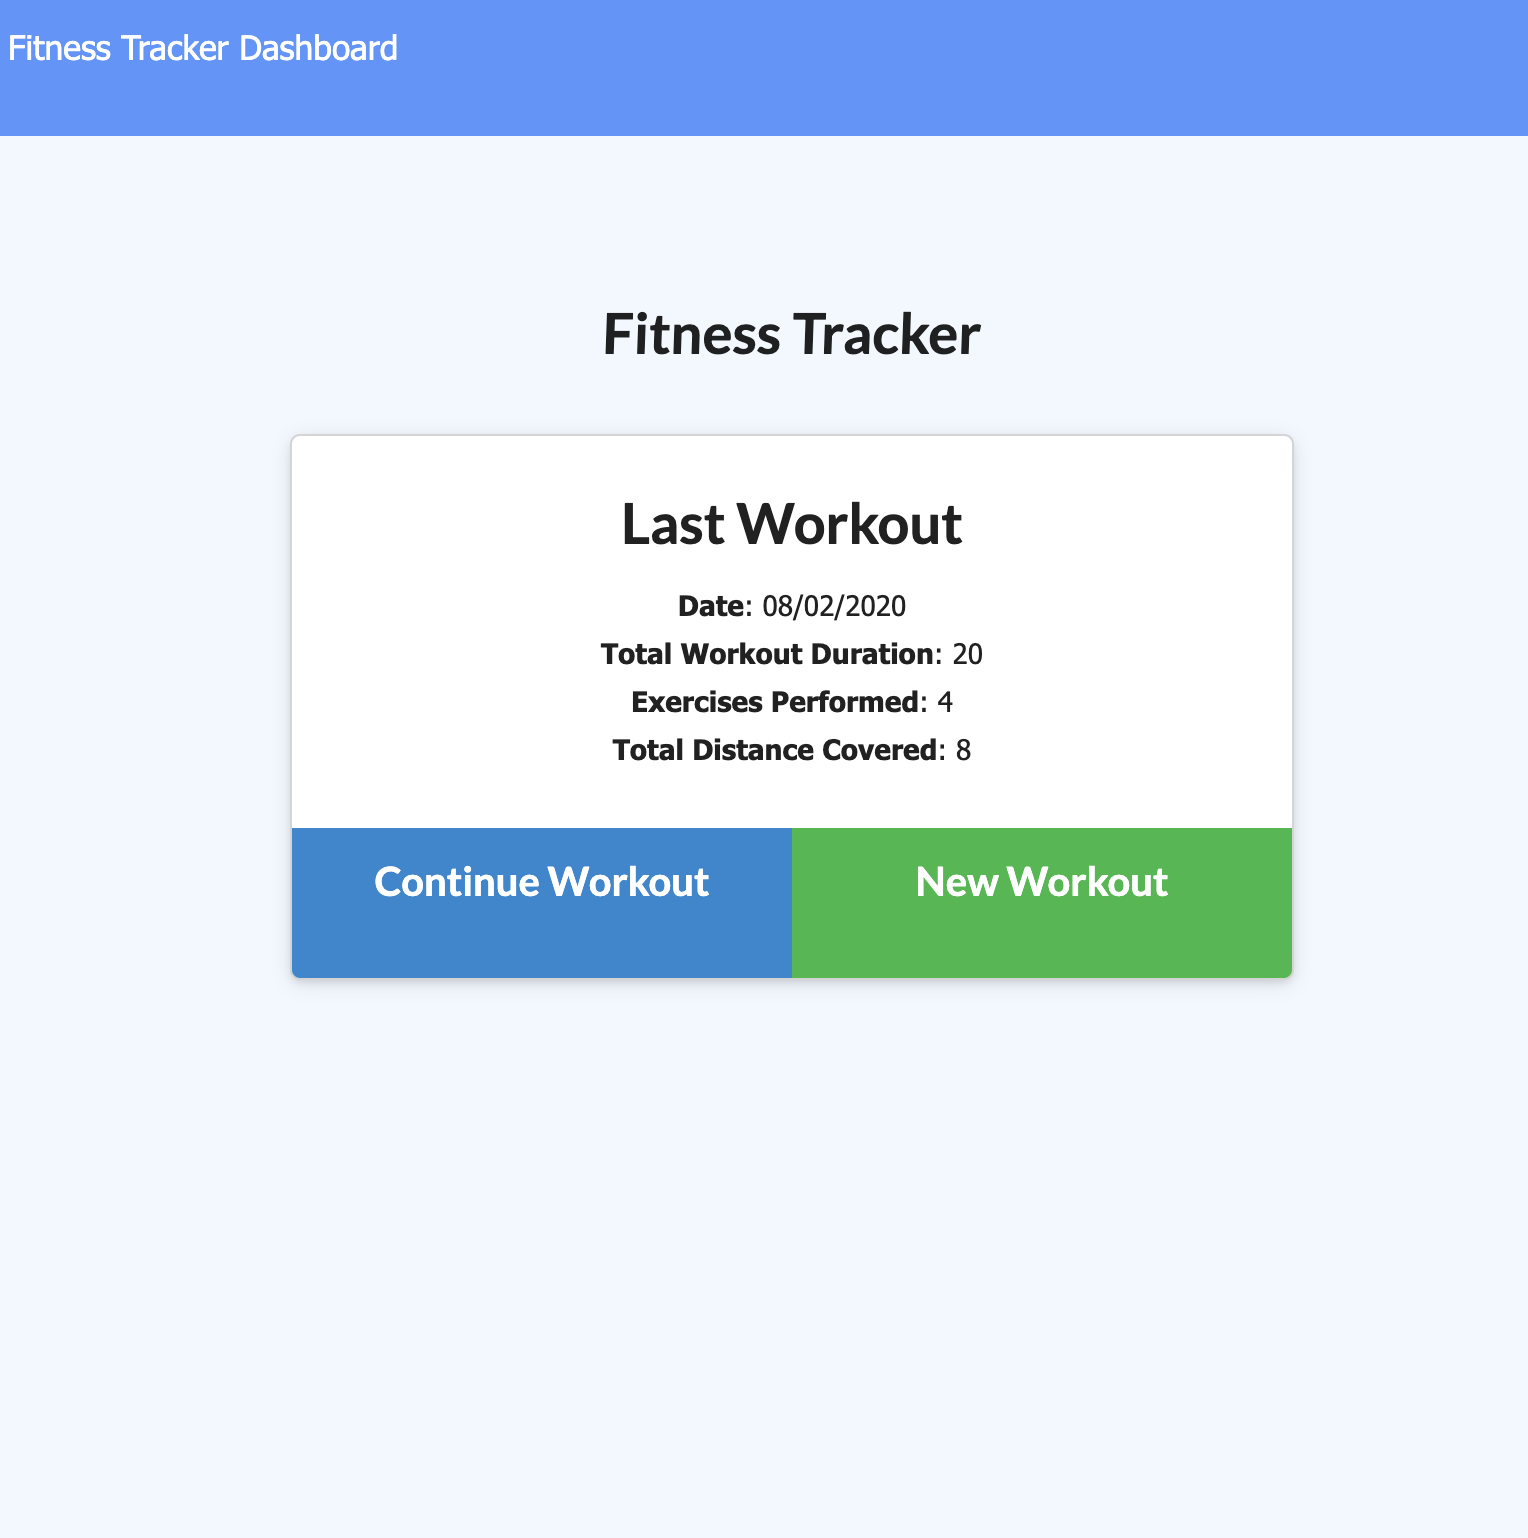 Fitness Tracker Dashboard
Fitness Tracker
Last Workout
Date: 08/02/2020
Total Workout Duration: 20
Exercises Performed: 4
Total Distance Covered: 8
Continue Workout
New Workout